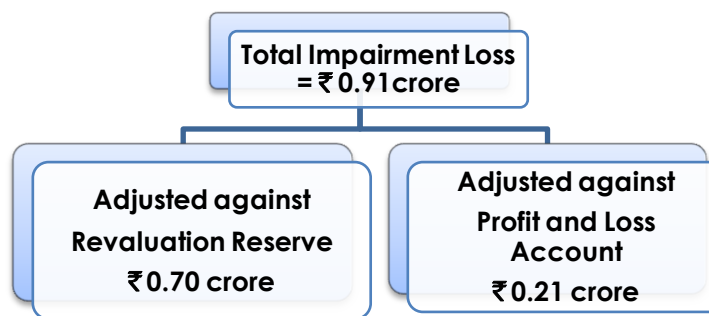 Total Impairment Loss
= ₹ 0.91crore
Adjusted against
Revaluation Reserve
₹0.70 crore
Adjusted against
Profit and Loss
Account
₹0.21 crore